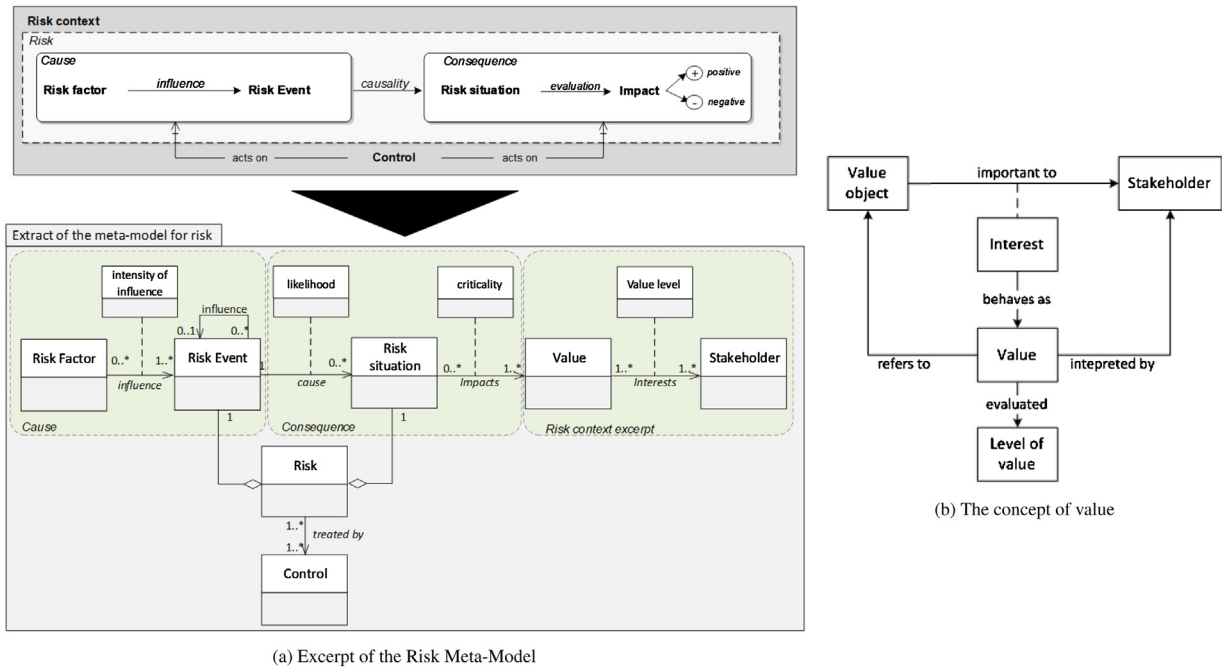 Risk context
Risk
Cause
Risk factor
influence
Risk Event
causality
Consequence
Risk situation
evaluation
Impact
+
positive
-
negative
acts on
Control
acts on
Extract of the meta-model for risk
intensity of
influence
likelihood
criticality
Value level
influence
0..1
0..*
Risk Factor
0..*
1..*
influence
Risk Event
1
0..*
cause
Risk
situation
0..*
1..*
Impacts
Value
1..*
1..*
Interests
Stakeholder
Cause
1
Consequence
1
Risk context excerpt
Risk
1..*
treated by
1..*
Control
(a) Excerpt of the Risk Meta-Model
Value
object
important to
Stakeholder
Interest
behaves as
Value
refers to
intepreted by
evaluated
Level of
value
(b) The concept of value